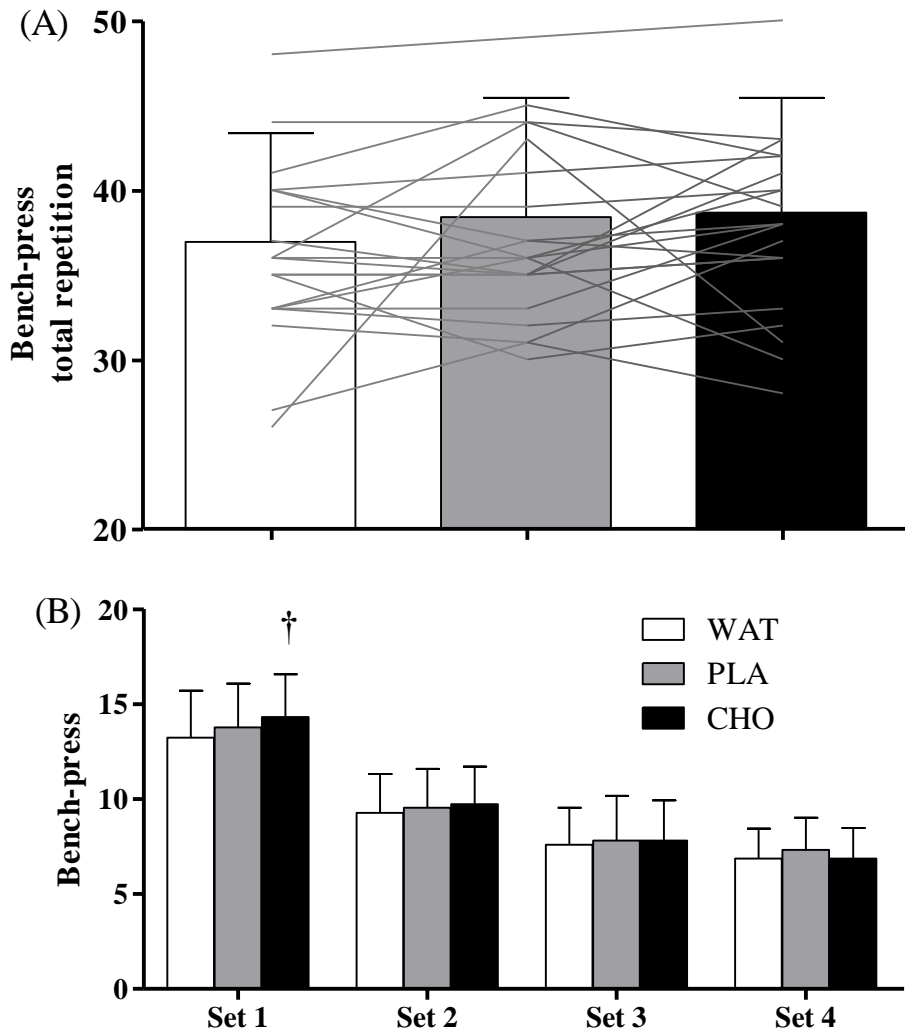 (A)
50
40
30
20
Bench-press
total repetition
(B)
20
15
10
5
0
Bench-press
†
WAT
PLA
CHO
Set 1 Set 2 Set 3 Set 4